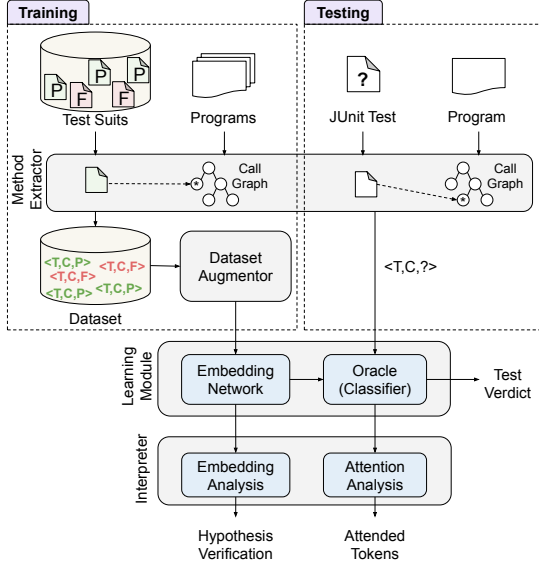 Training
Testing
P
P
P
F
F
?
Test Suits
Programs
JUnit Test
Program
Method
Extractor
*
Call
Graph
*
Call
Graph
<T,C,P>
<T,C,F>
<T,C,F>
<T,C,P>
<T,C,P>
Dataset
Dataset
Augmentor
<T,C,?>
Learning
Module
Embedding
Network
Oracle
(Classifier)
Test
Verdict
Interpreter
Embedding
Analysis
Attention
Analysis
Hypothesis
Verification
Attended
Tokens